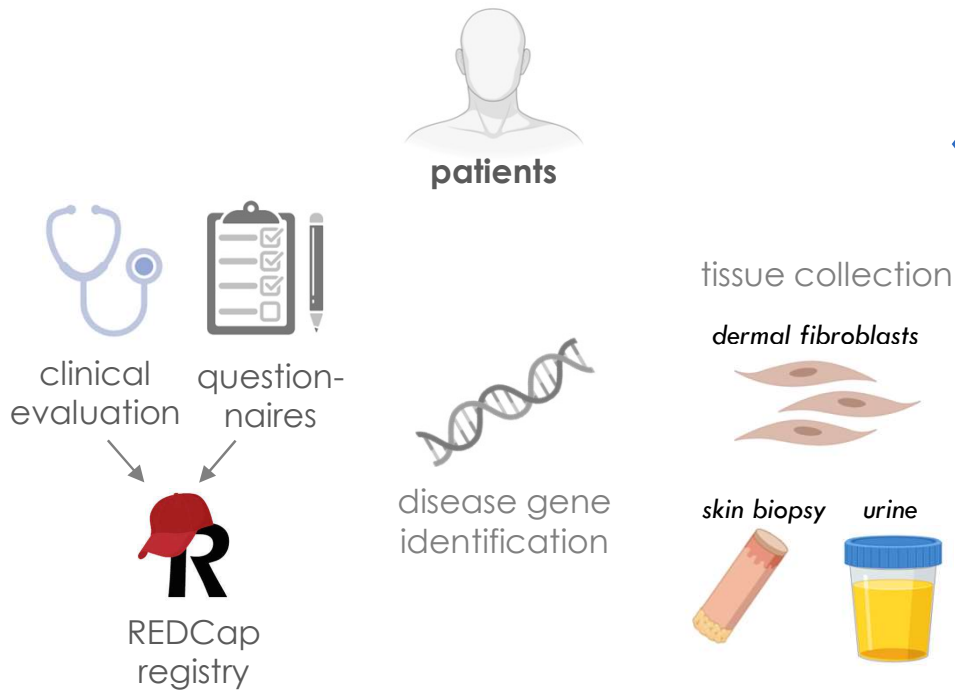 patients
clinical
evaluation
question-
naires
R
REDCap
registry
disease gene
identification
tissue collection
dermal fibroblasts
skin biopsy
urine